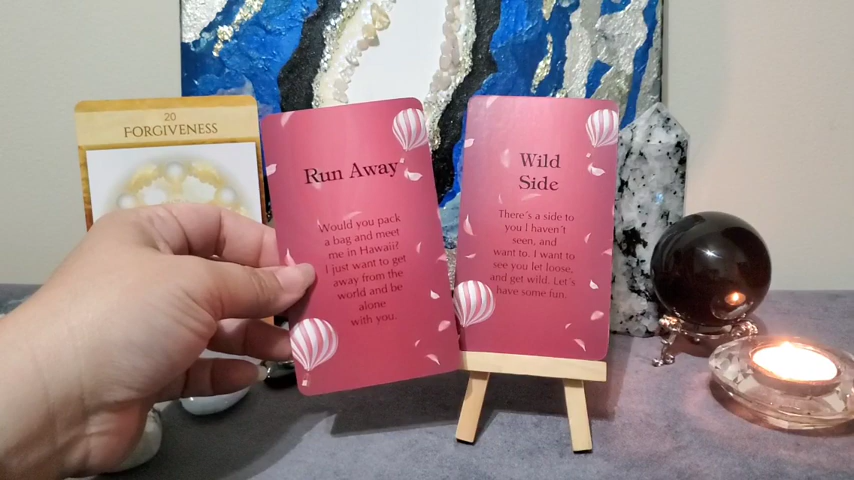 20
FORGIVENESS
Run Away
Would you pack
a bag and meet
me in Hawaii?
I just want to get
away from the
world and be
alone
with you.
Wild
Side
There's a side to
you I haven't
seen, and
want to. I want to
see you let loose,
and get wild. Let's
have some fun.